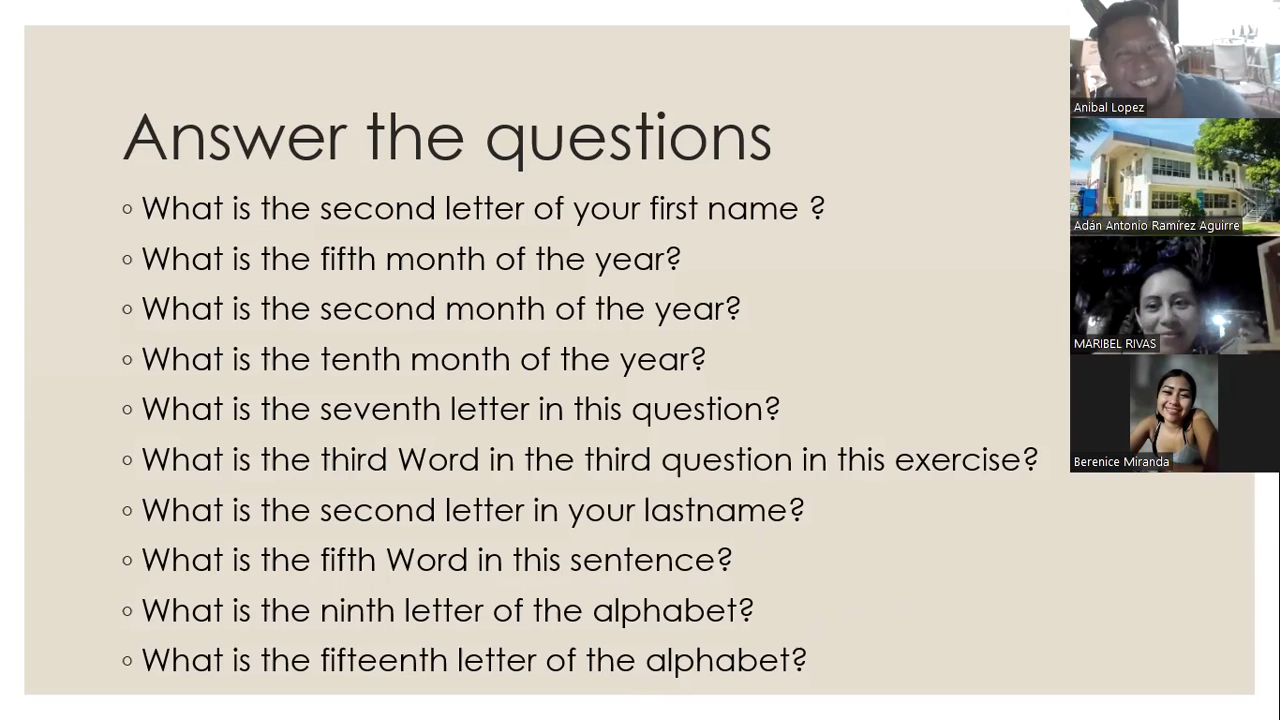 Answer the questions
◦ What is the second letter of your first name ?
◦ What is the fifth month of the year?
◦ What is the second month of the year?
◦ What is the tenth month of the year?
◦ What is the seventh letter in this question?
◦ What is the third Word in the third question in this exercise?
◦ What is the second letter in your lastname?
◦ What is the fifth Word in this sentence?
◦ What is the ninth letter of the alphabet?
◦ What is the fifteenth letter of the alphabet?
Anibal Lopez
Adán Antonio Ramírez Aguirre
MARIBEL RIVAS
Berenice Miranda